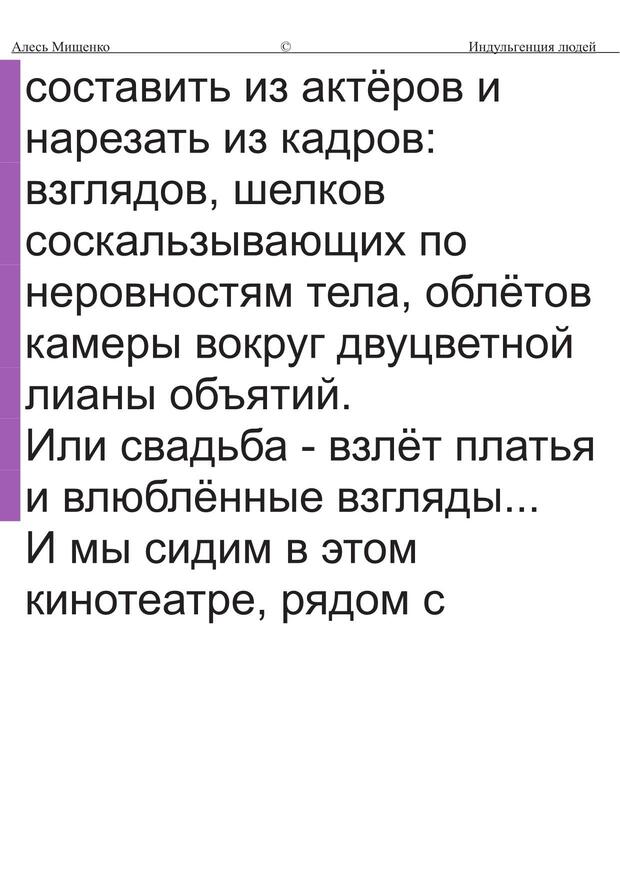 Алесь Мищенко © Индульгенция людей
составить из актёров и
нарезать из кадров:
взглядов, шелков
соскальзывающих по
неровностям тела, облётов
камеры вокруг двуцветной
лианы объятий.
Или свадьба - взлёт платья
и влюблённые взгляды...
И мы сидим в этом
кинотеатре, рядом с